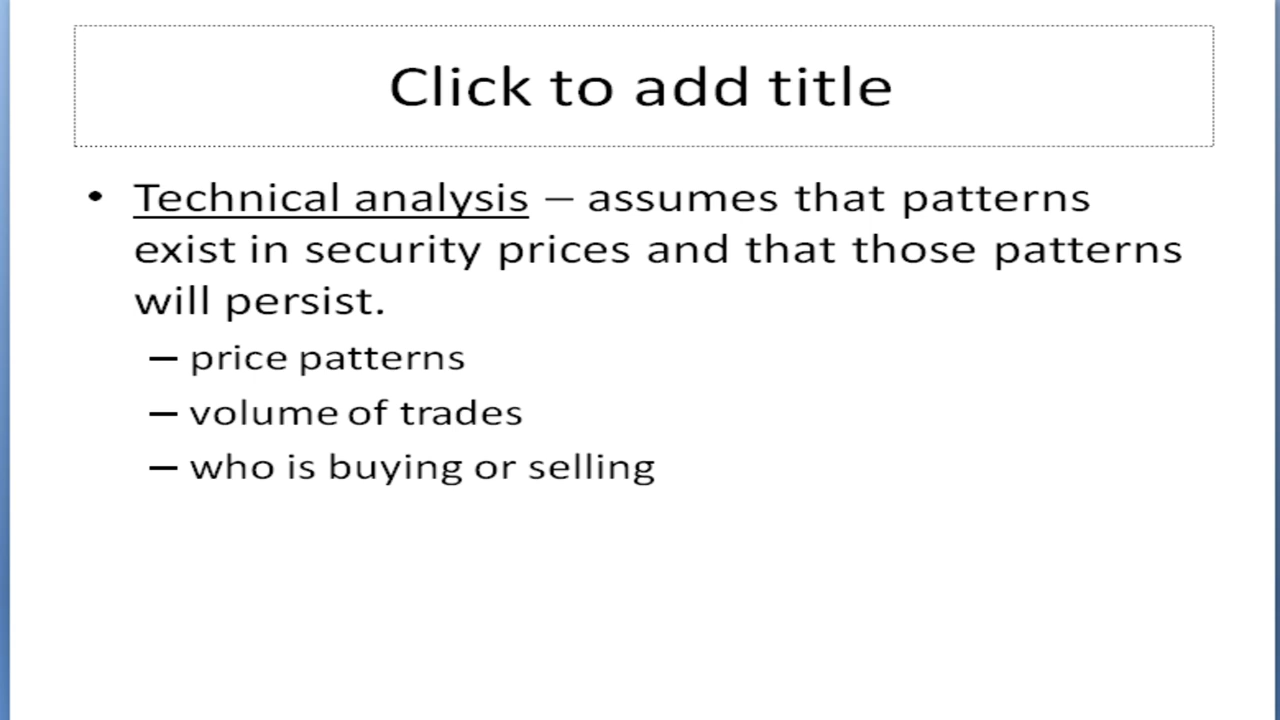 Click to add title
• Technical analysis – assumes that patterns
exist in security prices and that those patterns
will persist.
– price patterns
– volume of trades
– who is buying or selling